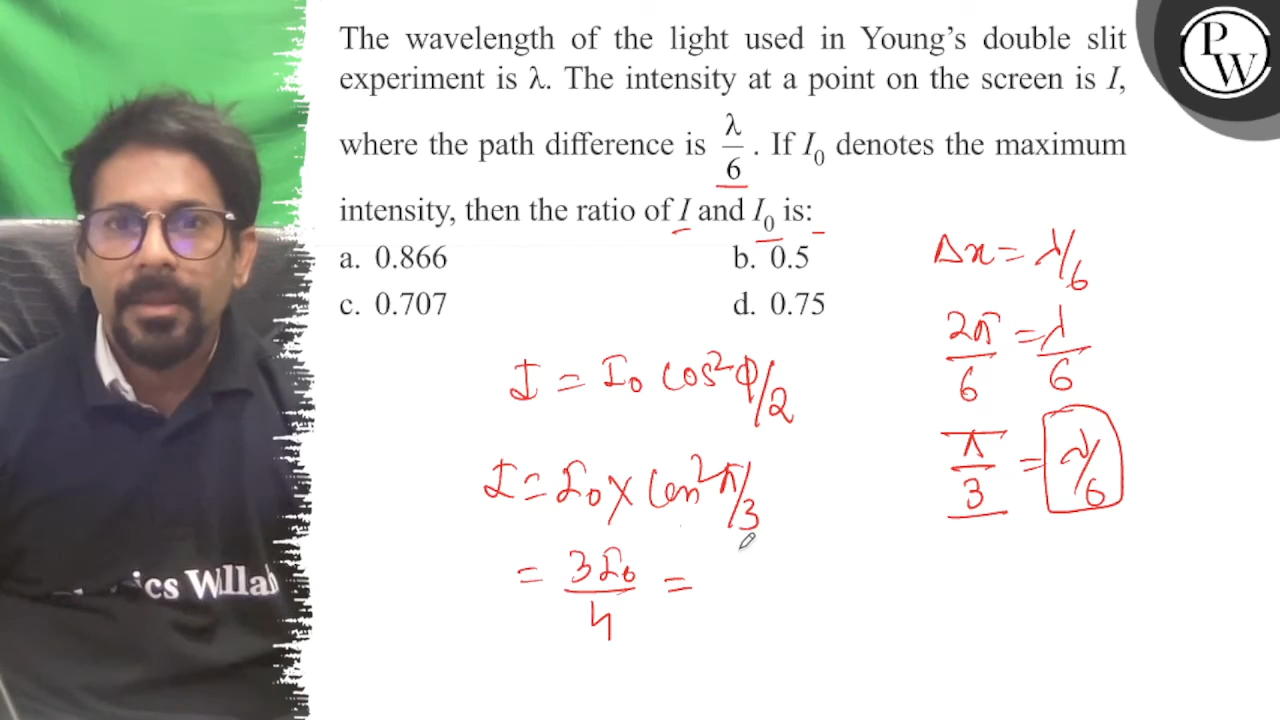 The wavelength of the light used in Young's double slit
experiment is λ. The intensity at a point on the screen is I,
where the path difference is λ/6. If I₀ denotes the maximum
intensity, then the ratio of I and I₀ is:
a. 0.866
b. 0.5
c. 0.707
d. 0.75
I = I₀ cos² Φ/2
I = I₀ × cos² π/3
= 3I₀/4 =
Δx = λ/6
2π/6 = λ/6
π/3 = λ/6
PW
ics Wallah